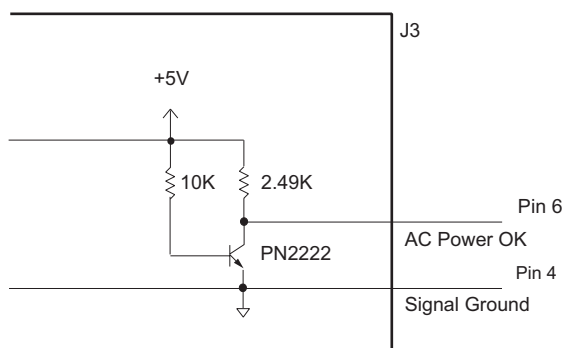 J3
+5V
10K
2.49K
Pin 6
AC Power OK
PN2222
Pin 4
Signal Ground